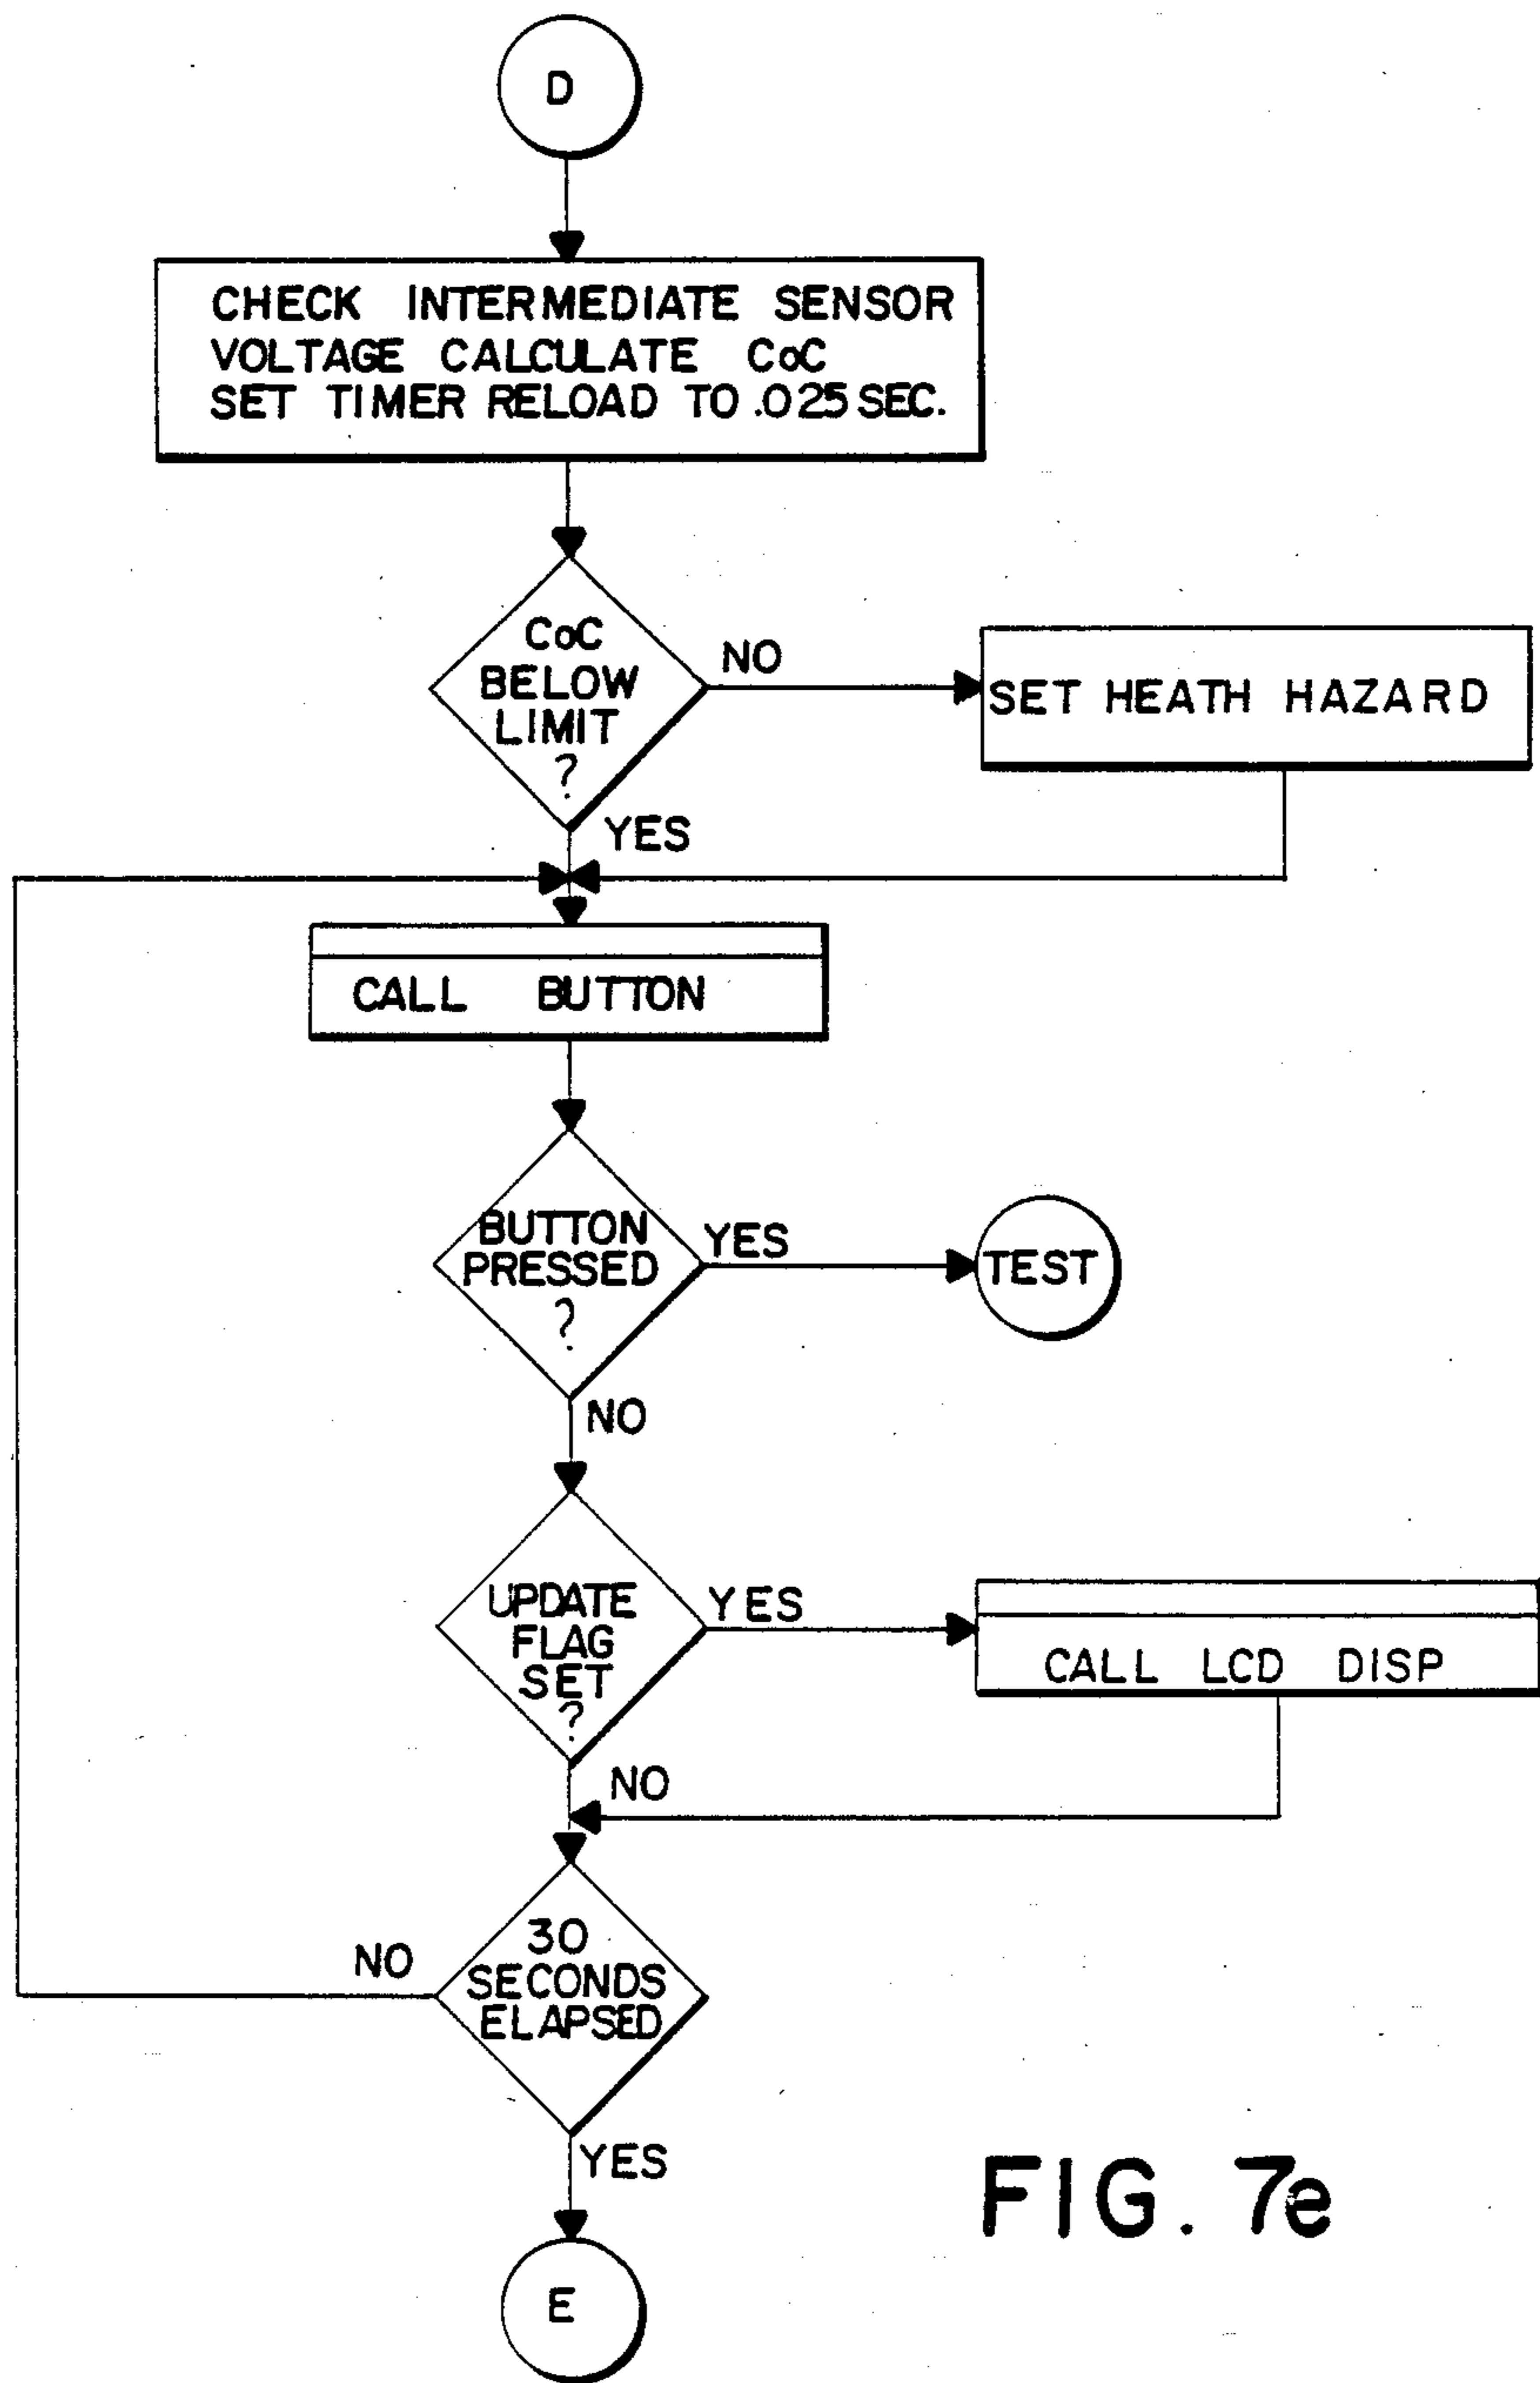 D
CHECK INTERMEDIATE SENSOR
VOLTAGE CALCULATE CoC
SET TIMER RELOAD TO .025 SEC.
CoC
BELOW
LIMIT
?
NO
SET HEATH HAZARD
YES
CALL BUTTON
BUTTON
PRESSED
?
YES
TEST
NO
UPDATE
FLAG
SET
?
YES
CALL LCD DISP
NO
30
SECONDS
ELAPSED
NO
YES
E
FIG. 7e